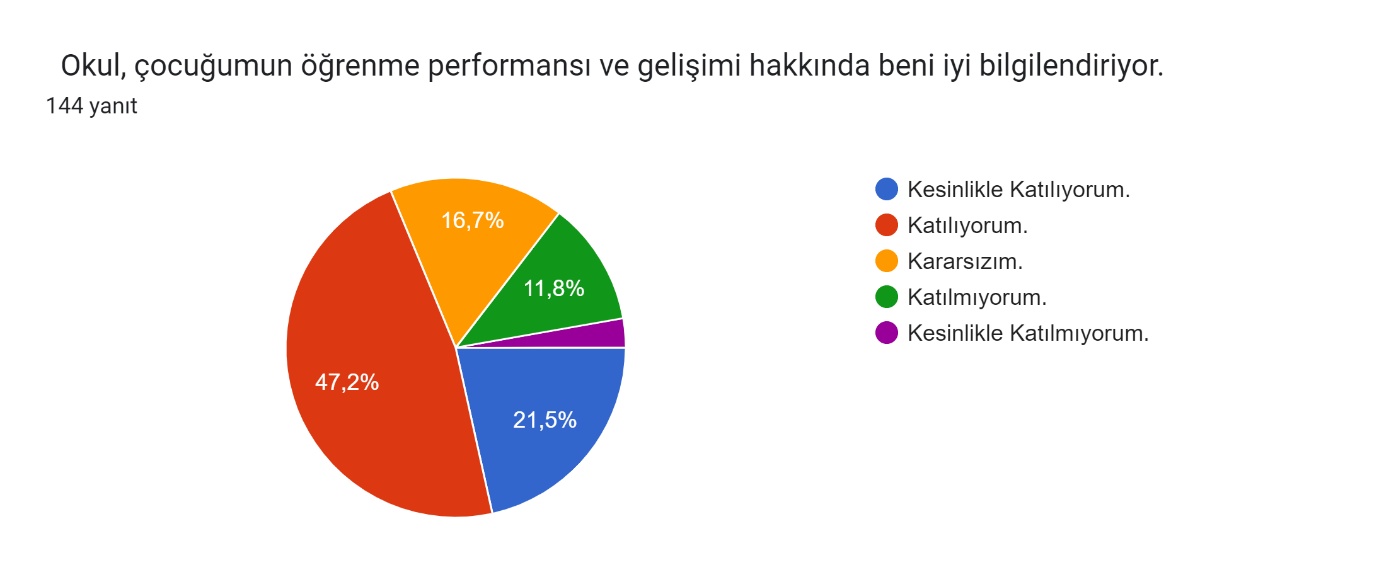 Okul, çocuğumun öğrenme performansı ve gelişimi hakkında beni iyi bilgilendiriyor.
144 yanıt
16,7%
11,8%
47,2%
21,5%
Kesinlikle Katılıyorum.
Katılıyorum.
Kararsızım.
Katılmıyorum.
Kesinlikle Katılmıyorum.